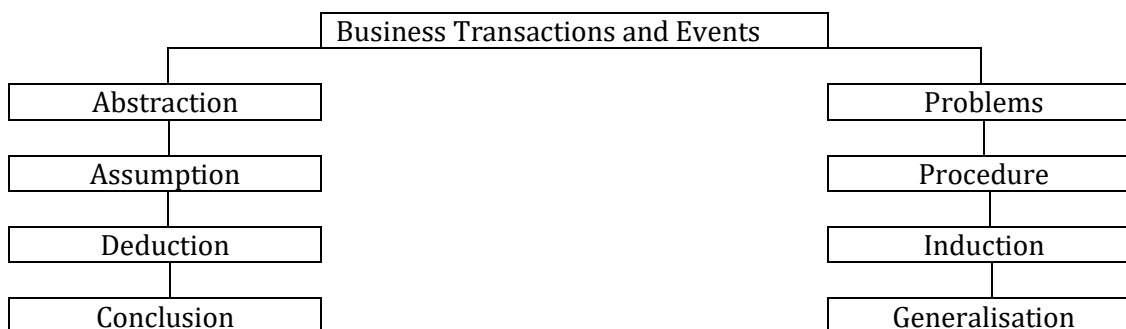 Business Transactions and Events
Abstraction
Problems
Assumption
Procedure
Deduction
Induction
Conclusion
Generalisation